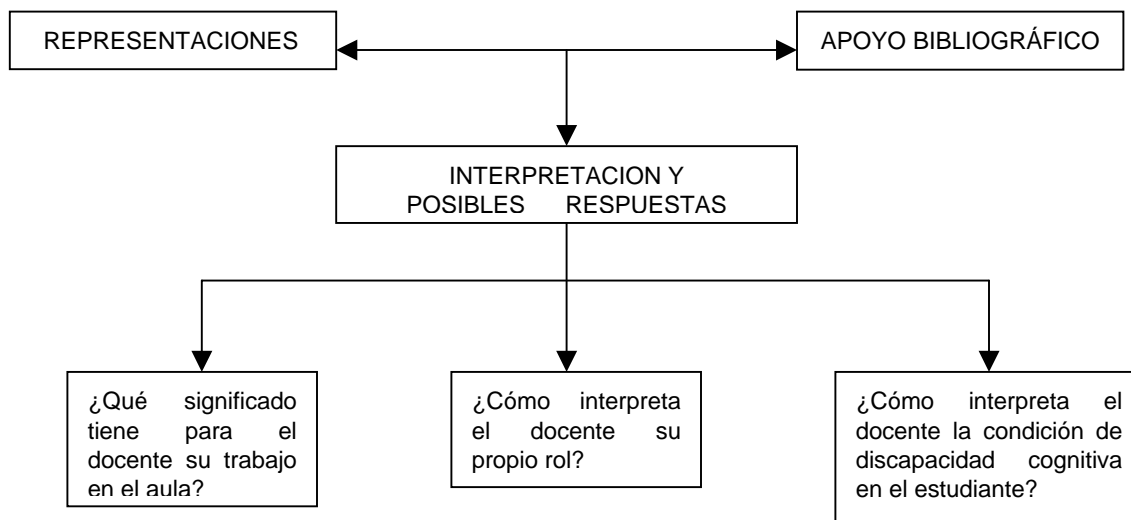 REPRESENTACIONES
APOYO BIBLIOGRÁFICO
INTERPRETACION Y
POSIBLES RESPUESTAS
¿Qué significado
tiene para el
docente su trabajo
en el aula?
¿Cómo interpreta
el docente su
propio rol?
¿Cómo interpreta el
docente la condición de
discapacidad cognitiva
en el estudiante?